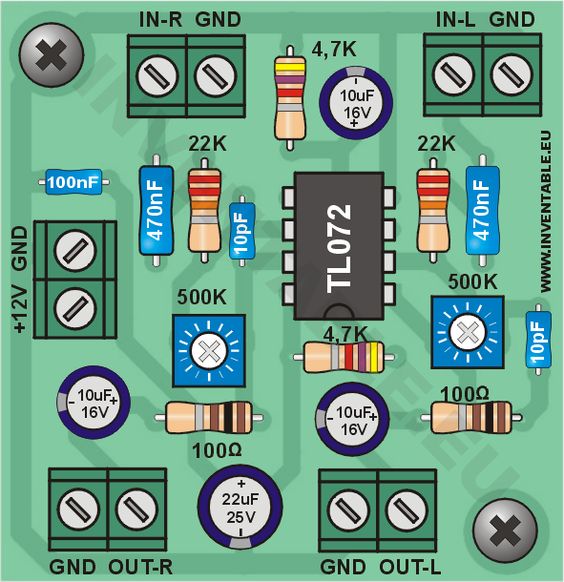 IN-R GND
IN-L GND
4,7K
10uF
16V
+
22K
22K
100nF
470nF
10pF
TL072
470nF
WWW.INVENTABLE.EU
+12V GND
500K
500K
4,7K
10pF
-10uF+
16V
-10uF+
16V
100Ω
100Ω
+
22uF
25V
GND OUT-R
GND OUT-L